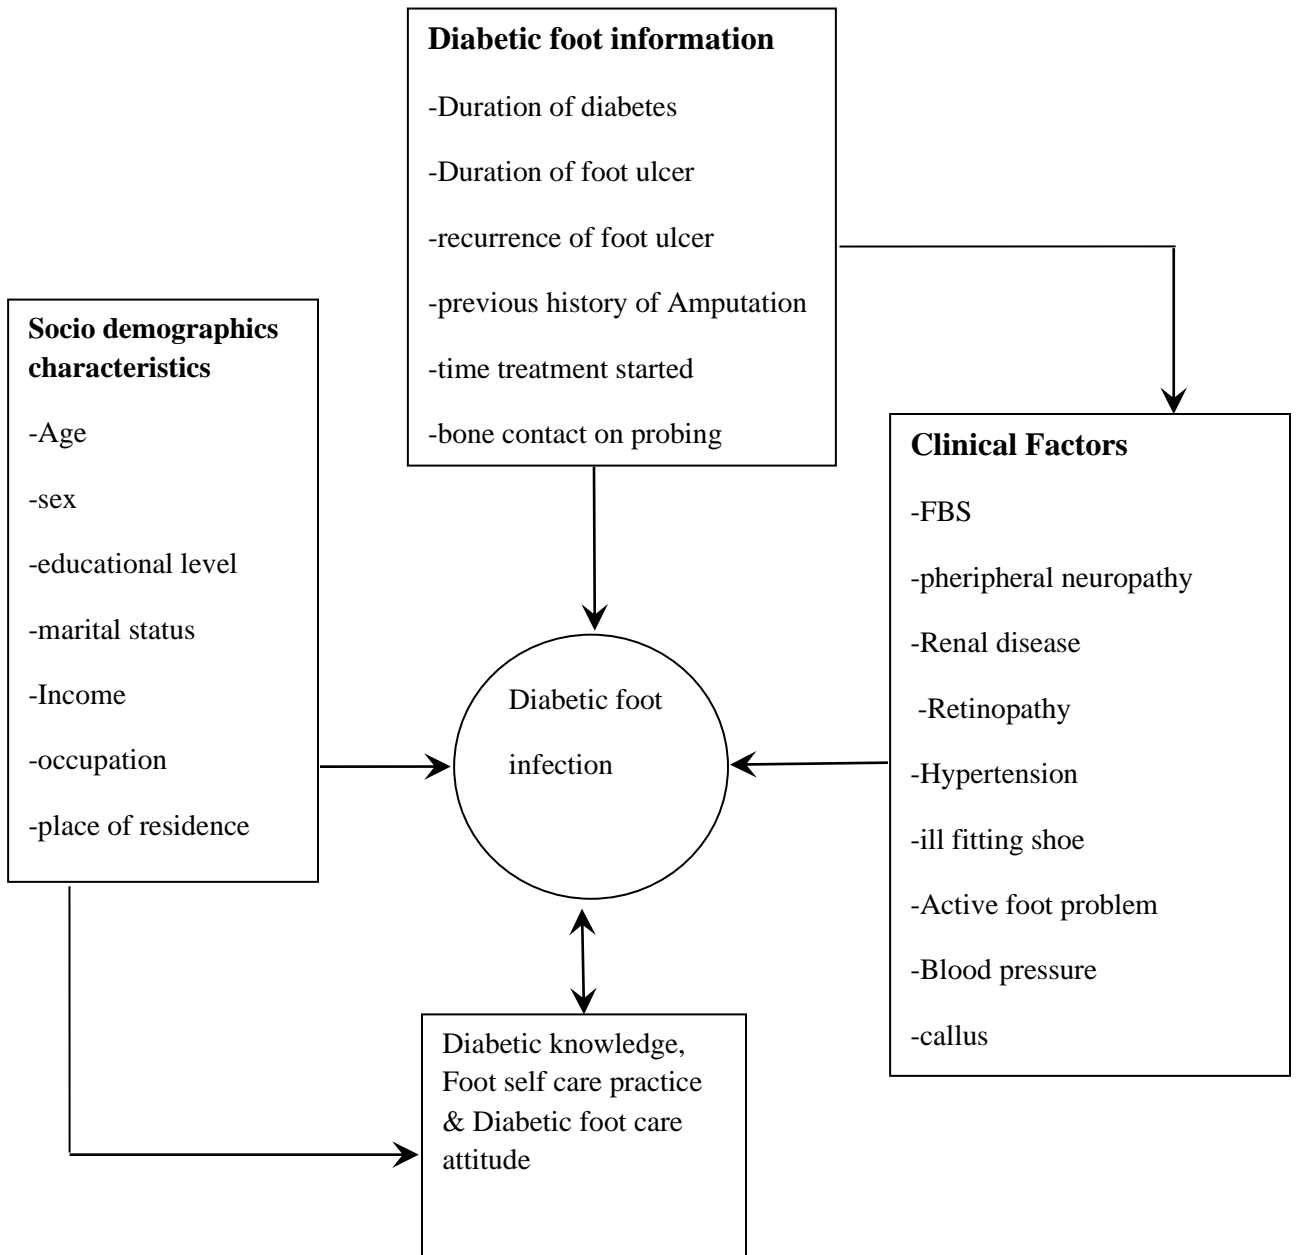 Diabetic foot information
-Duration of diabetes
-Duration of foot ulcer
-recurrence of foot ulcer
-previous history of Amputation
-time treatment started
-bone contact on probing
Socio demographics
characteristics
-Age
-sex
-educational level
-marital status
-Income
-occupation
-place of residence
Clinical Factors
-FBS
-pheripheral neuropathy
-Renal disease
-Retinopathy
-Hypertension
-ill fitting shoe
-Active foot problem
-Blood pressure
-callus
Diabetic foot
infection
Diabetic knowledge,
Foot self care practice
& Diabetic foot care
attitude